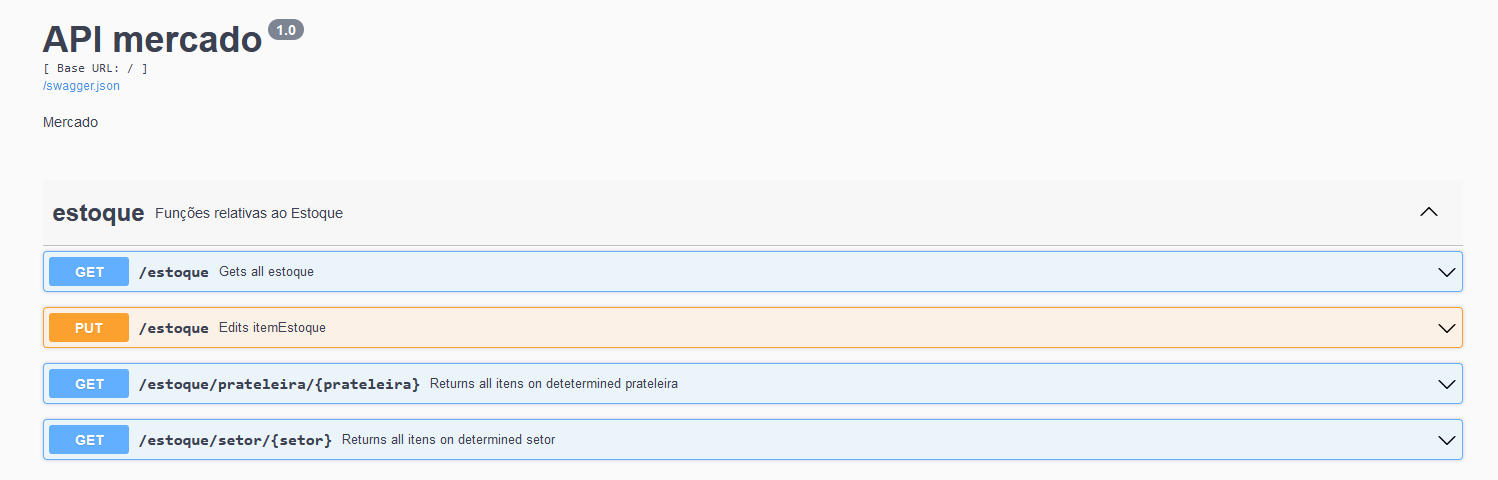 API mercado 1.0
[ Base URL: / ]
/swagger.json
Mercado
estoque Funções relativas ao Estoque
GET /estoque Gets all estoque
PUT /estoque Edits itemEstoque
GET /estoque/prateleira/{prateleira} Returns all itens on detetermined prateleira
GET /estoque/setor/{setor} Returns all itens on determined setor